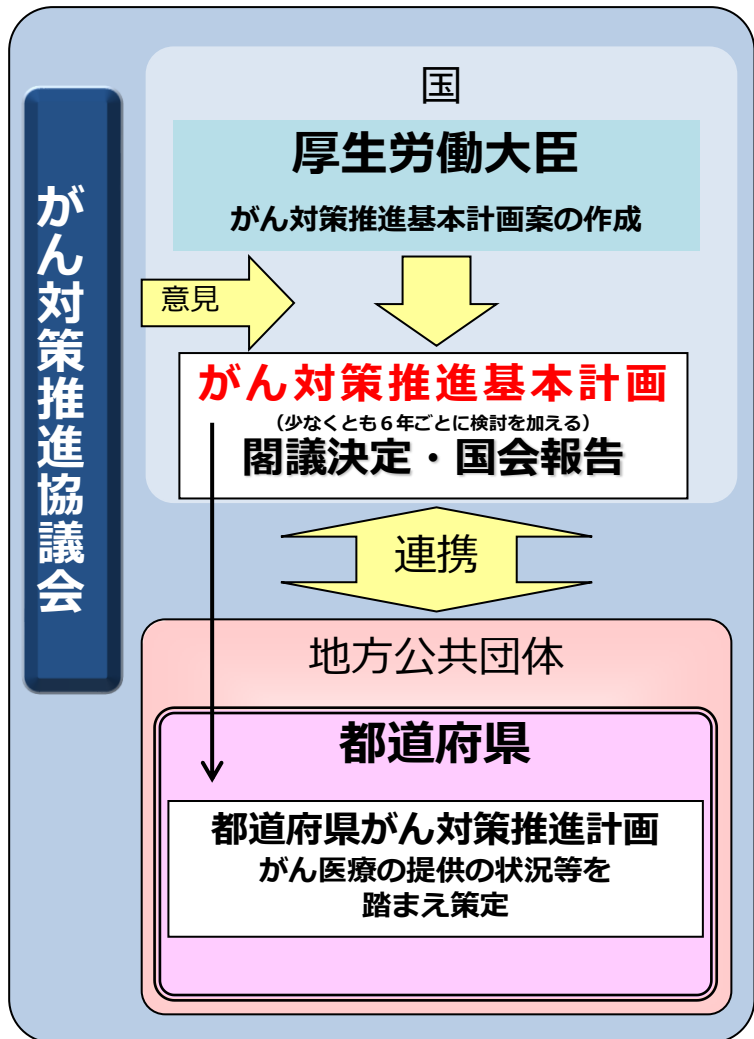 がん対策推進協議会
国
厚生労働大臣
がん対策推進基本計画案の作成
意見
がん対策推進基本計画
(少なくとも６年ごとに検討を加える)
閣議決定・国会報告
連携
地方公共団体
都道府県
都道府県がん対策推進計画
がん医療の提供の状況等を
踏まえ策定